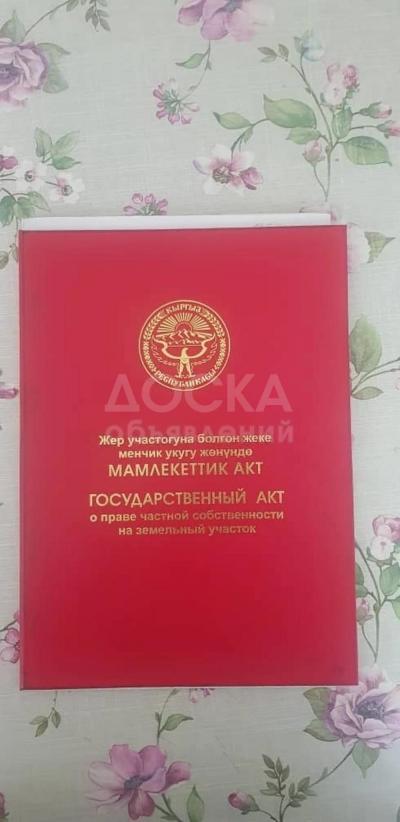 КЫРГЫЗ
РЕСПУБЛИКАСЫ
ДОСКА
объявлений
Жер участогуна болгон жеке
менчик укугу жөнүндө
МАМЛЕКЕТТИК АКТ
ГОСУДАРСТВЕННЫЙ АКТ
о праве частной собственности
на земельный участок